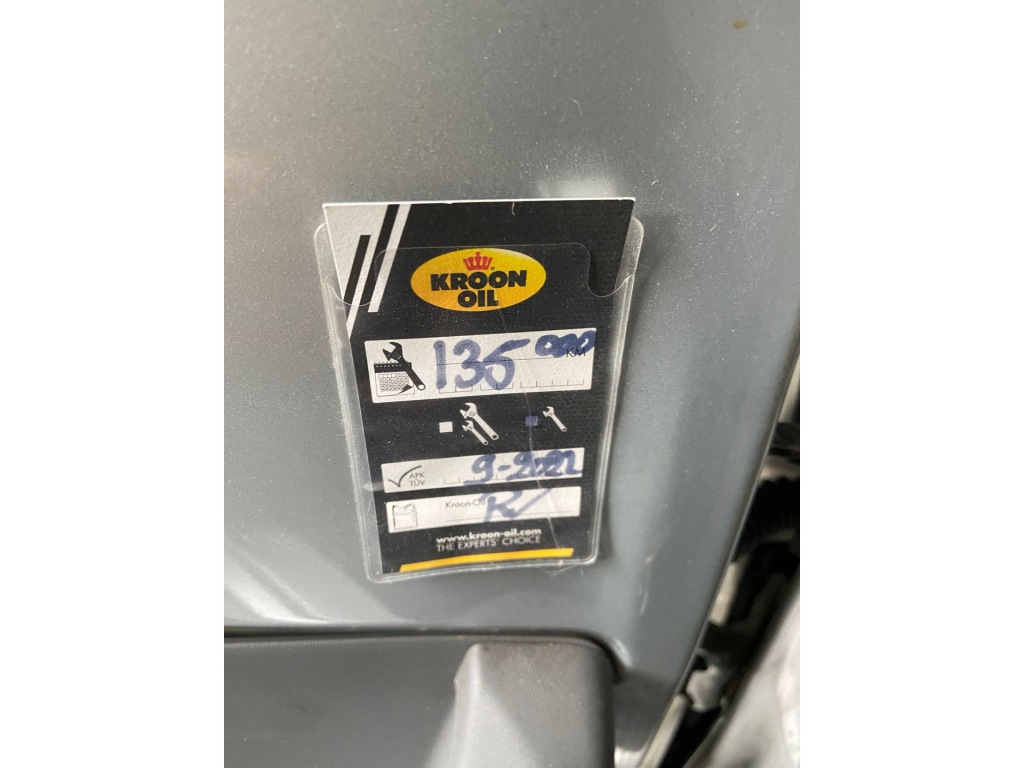 KROON
OIL
135 000
KM
APK
TÜV
9-2022
Kroon-Oil
www.kroon-oil.com
THE EXPERTS' CHOICE